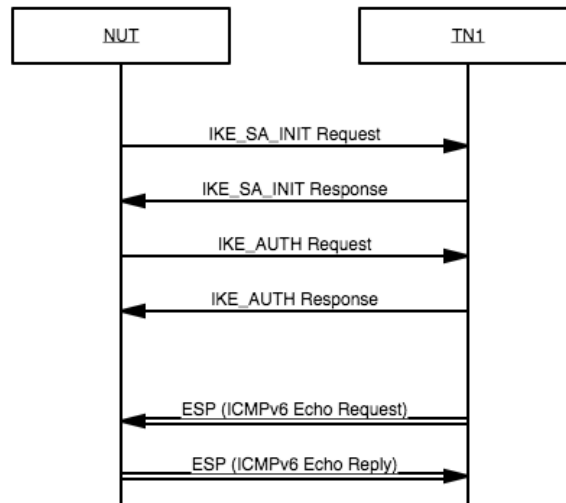 NUT
TN1
IKE_SA_INIT Request
IKE_SA_INIT Response
IKE_AUTH Request
IKE_AUTH Response
ESP (ICMPv6 Echo Request)
ESP (ICMPv6 Echo Reply)